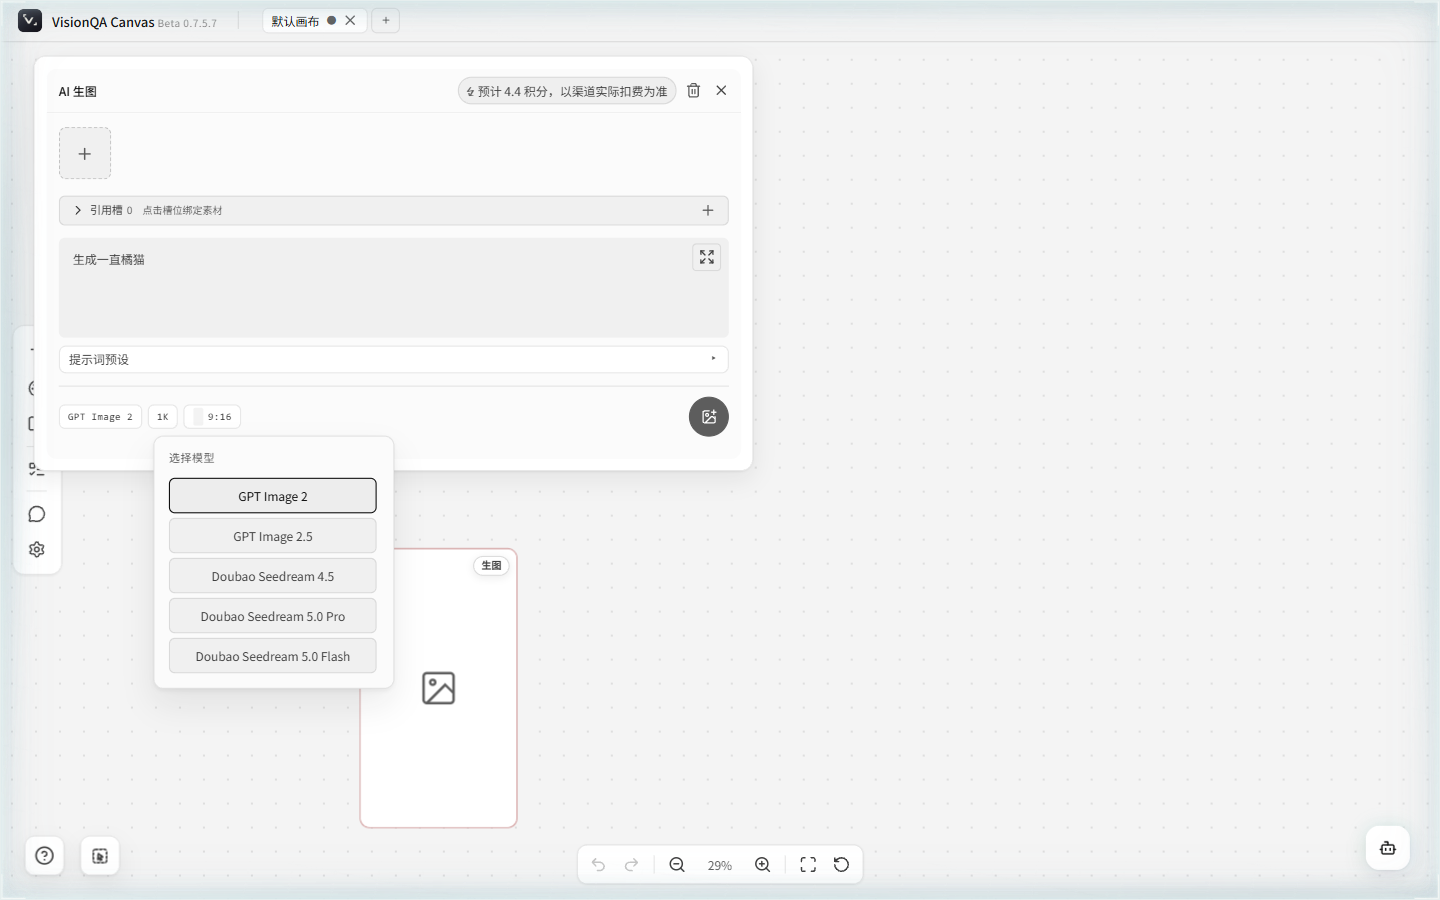 VisionQA Canvas Beta 0.7.5.7
默认画布
AI 生图
预计 4.4 积分，以渠道实际扣费为准
引用槽 0 点击槽位绑定素材
生成一直橘猫
提示词预设
GPT Image 2
1K
9:16
选择模型
GPT Image 2
GPT Image 2.5
Doubao Seedream 4.5
Doubao Seedream 5.0 Pro
Doubao Seedream 5.0 Flash
生图
29%